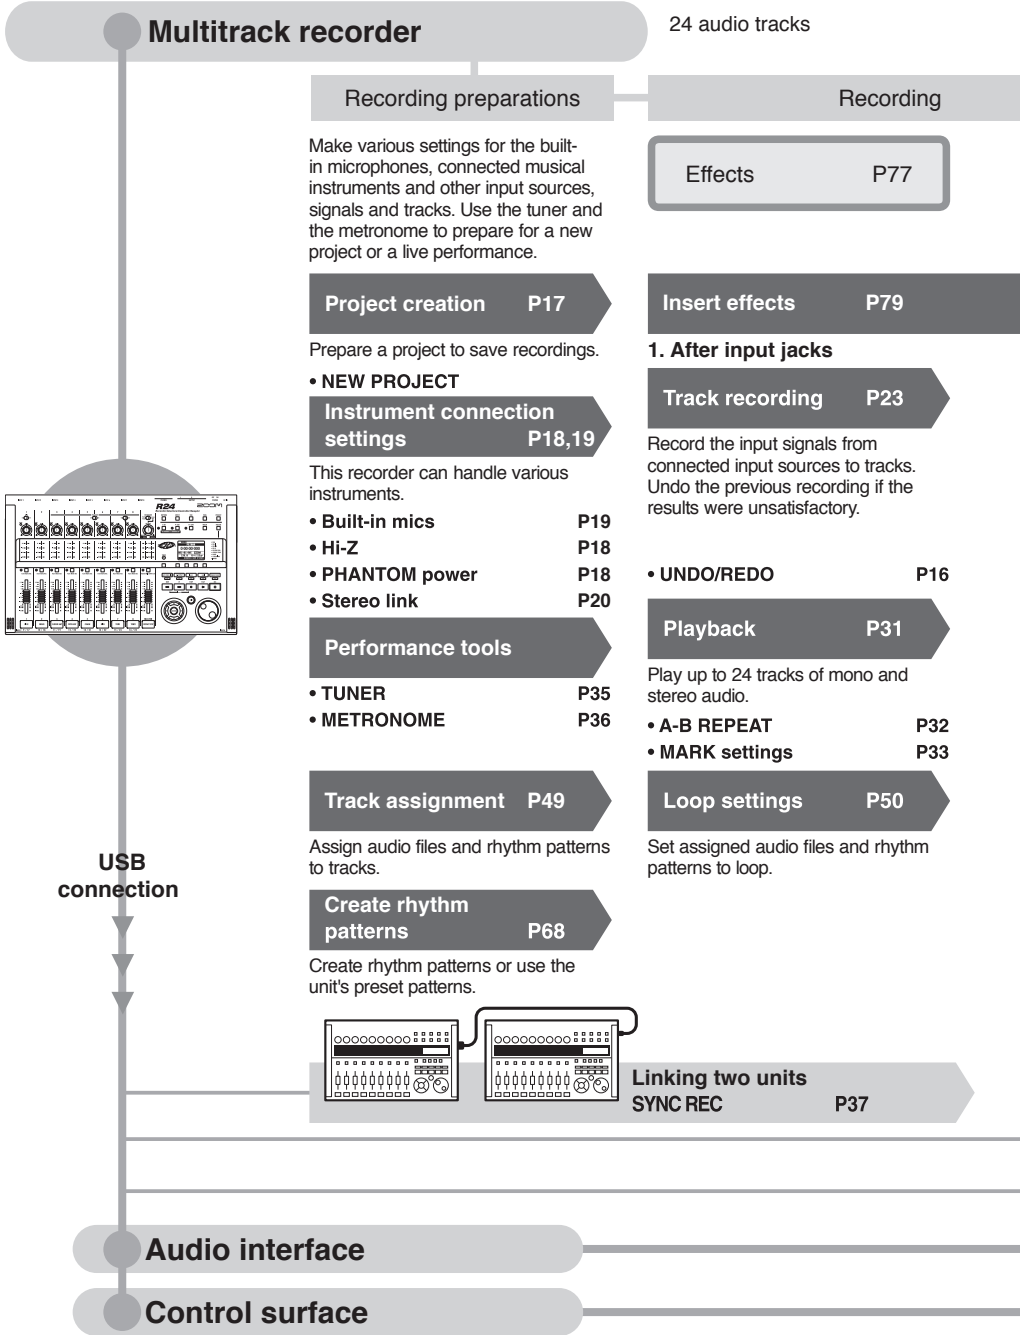 Multitrack recorder
24 audio tracks
Recording preparations
Recording
Make various settings for the built-
in microphones, connected musical
instruments and other input sources,
signals and tracks. Use the tuner and
the metronome to prepare for a new
project or a live performance.
Effects P77
Project creation P17
Prepare a project to save recordings.
• NEW PROJECT
Instrument connection
settings P18,19
This recorder can handle various
instruments.
• Built-in mics P19
• Hi-Z P18
• PHANTOM power P18
• Stereo link P20
Performance tools
• TUNER P35
• METRONOME P36
Track assignment P49
Assign audio files and rhythm patterns
to tracks.
Create rhythm
patterns P68
Create rhythm patterns or use the
unit's preset patterns.
Insert effects P79
1. After input jacks
Track recording P23
Record the input signals from
connected input sources to tracks.
Undo the previous recording if the
results were unsatisfactory.
• UNDO/REDO P16
Playback P31
Play up to 24 tracks of mono and
stereo audio.
• A-B REPEAT P32
• MARK settings P33
Loop settings P50
Set assigned audio files and rhythm
patterns to loop.
R24
ZOOM
USB
connection
Linking two units
SYNC REC P37
Audio interface
Control surface